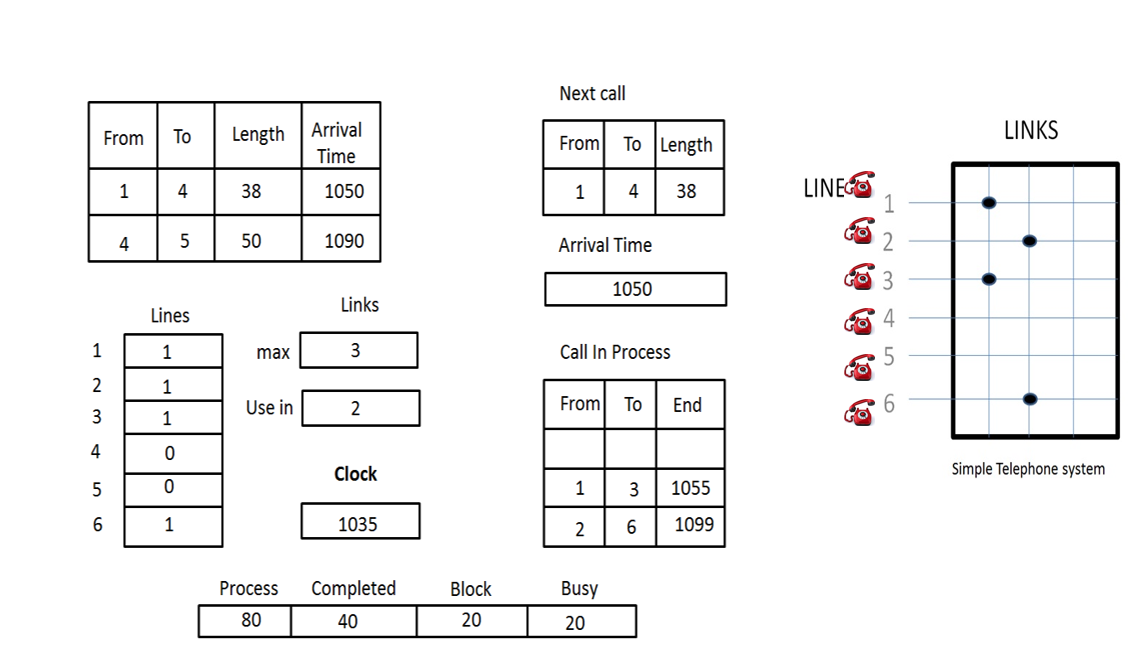 From To Length Arrival Time
1 4 38 1050
4 5 50 1090
Next call
From To Length
1 4 38
Arrival Time
1050
Lines
1 1
2 1
3 1
4 0
5 0
6 1
Links
max 3
Use in 2
Clock
1035
Call In Process
From To End
1 3 1055
2 6 1099
Process Completed Block Busy
80 40 20 20
LINKS
LINE
1
2
3
4
5
6
Simple Telephone system